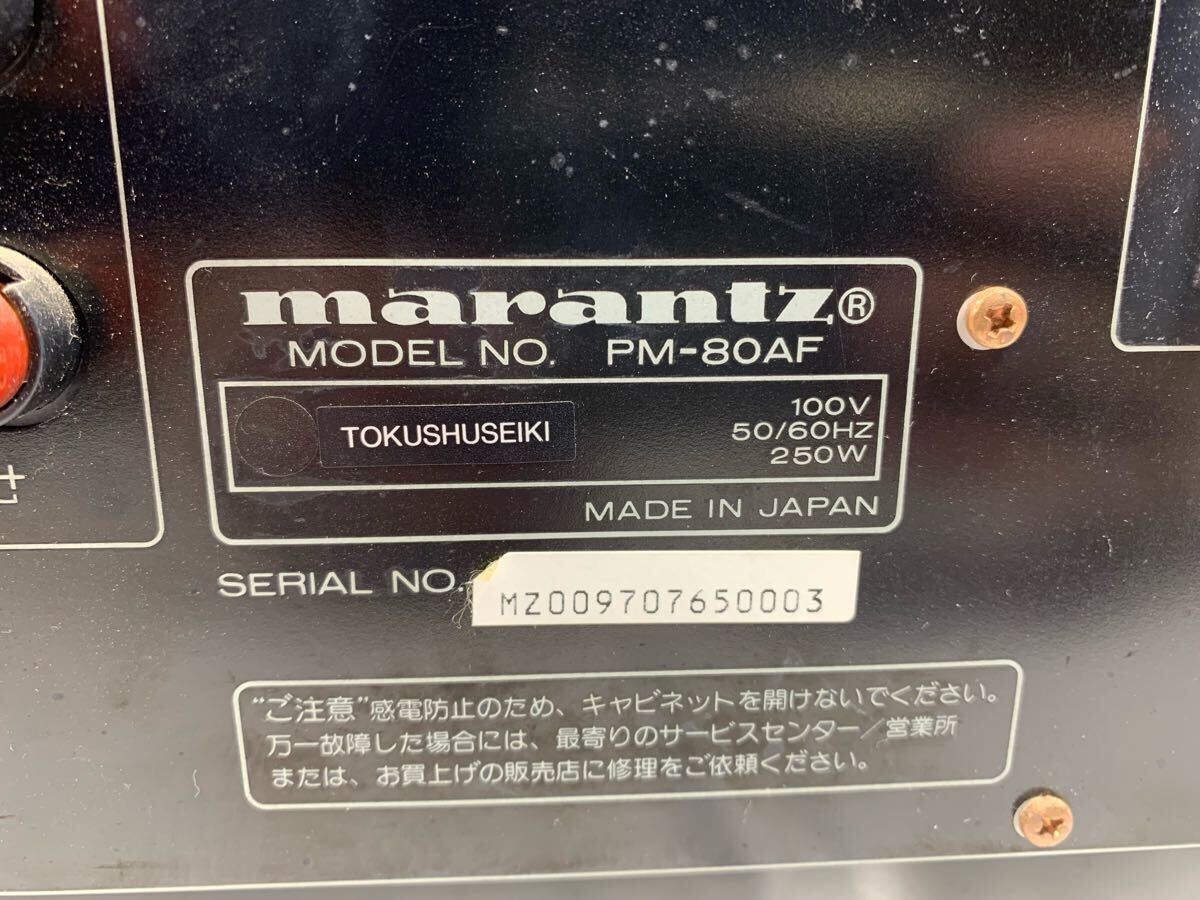 marantz®
MODEL NO. PM-80AF
TOKUSHUSEIKI
100V
50/60HZ
250W
MADE IN JAPAN
SERIAL NO.
MZ009707650003
"ご注意"感電防止のため、キャビネットを開けないでください。
万一故障した場合には、最寄りのサービスセンター/営業所
または、お買上げの販売店に修理をご依頼ください。